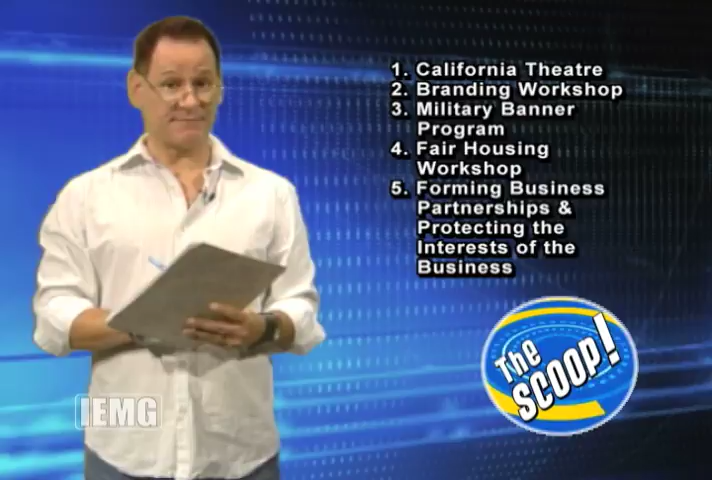 1. California Theatre
2. Branding Workshop
3. Military Banner
Program
4. Fair Housing
Workshop
5. Forming Business
Partnerships &
Protecting the
Interests of the
Business
The
SCOOP!
IEMG